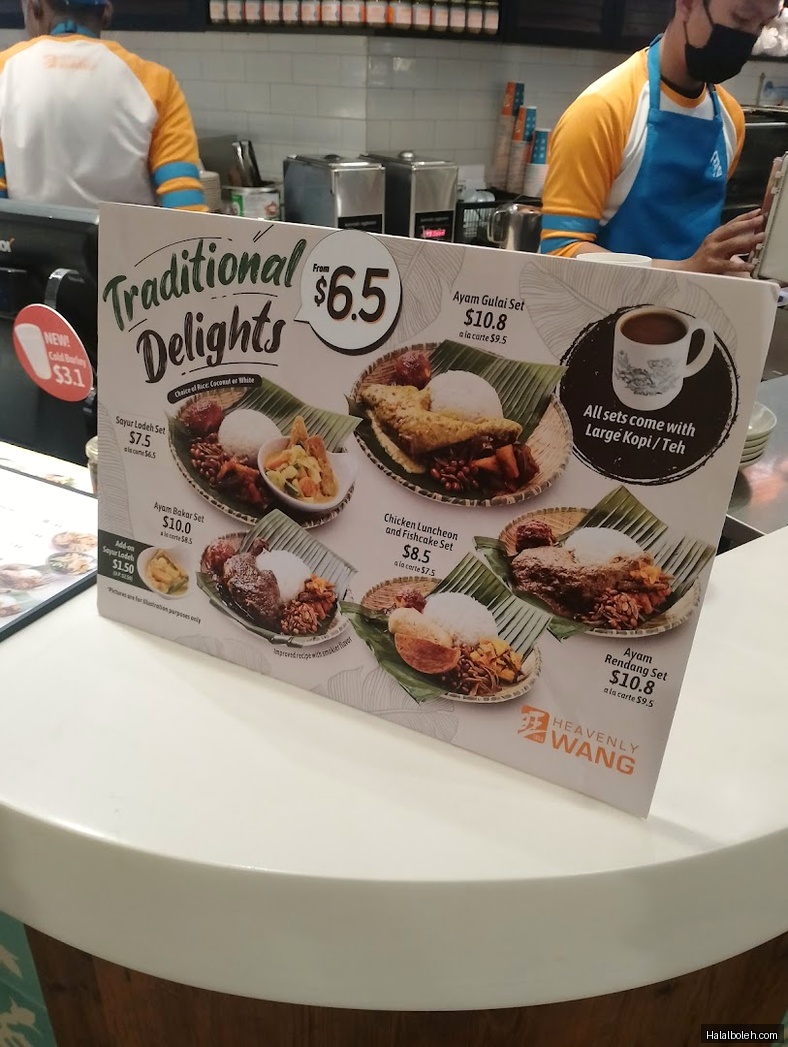 Traditional
Delights
Choice of Rice: Coconut or White
From
$6.5
Ayam Gulai Set
$10.8
a la carte $9.5
All sets come with
Large Kopi / Teh
Sayur Lodeh Set
$7.5
a la carte $6.5
Ayam Bakar Set
$10.0
a la carte $8.5
Chicken Luncheon
and Fishcake Set
$8.5
a la carte $7.5
Ayam
Rendang Set
$10.8
a la carte $9.5
Add-on
Sayur Lodeh
$1.50
*Pictures are for illustration purposes only
Improved recipe with smokier flavor
旺
HEAVENLY
WANG
NEW!
Cold Barley
$3.1
Halalboleh.com